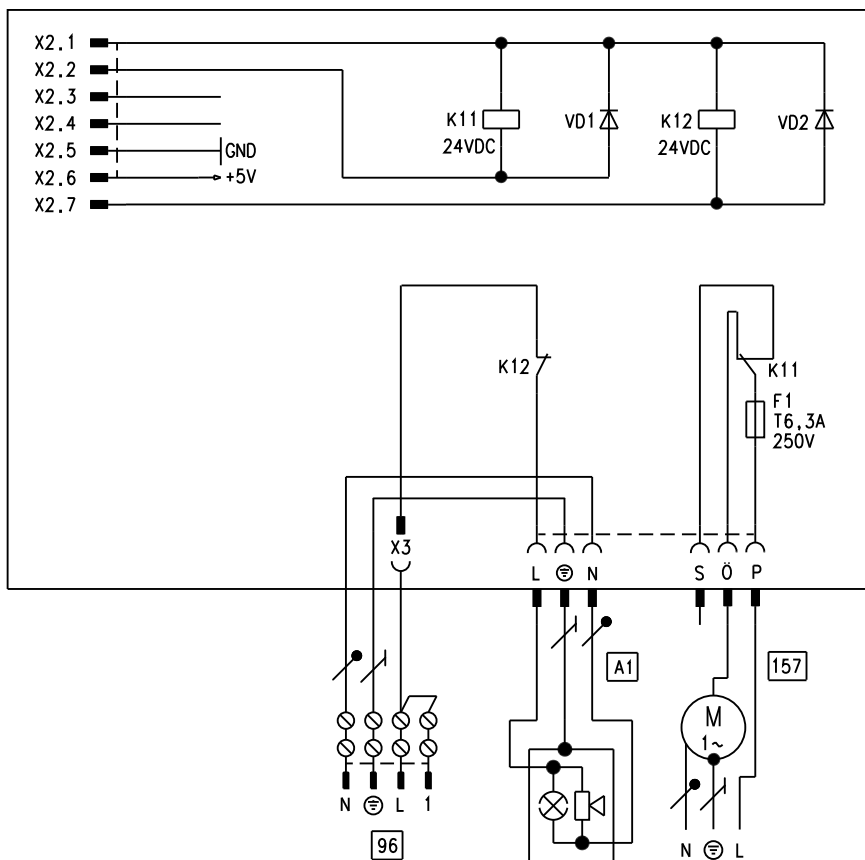 X2.1
X2.2
X2.3
X2.4
X2.5
GND
X2.6
+5V
X2.7
K11
24VDC
VD1
K12
24VDC
VD2
K12
K11
F1
T6,3A
250V
X3
L
N
S Ö P
A1
157
M
1~
N
L
1
96
N
L